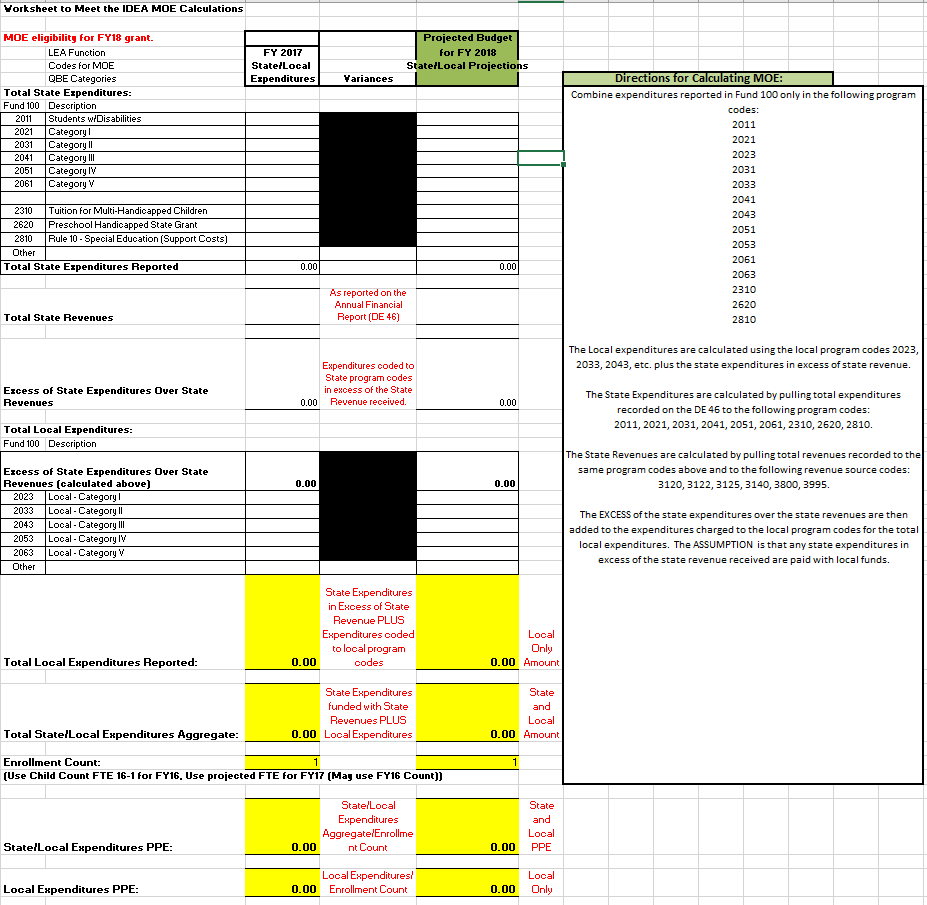 Worksheet to Meet the IDEA MOE Calculations
MOE eligibility for FY18 grant.
LEA Function
Codes for MOE
QBE Categories
FY 2017
State/Local
Expenditures
Variances
Projected Budget
for FY 2018
State/Local Projections
Total State Expenditures:
Fund 100 Description
2011 Students w/Disabilities
2021 Category I
2031 Category II
2041 Category III
2051 Category IV
2061 Category V
2310 Tuition for Multi-Handicapped Children
2620 Preschool Handicapped State Grant
2810 Rule 10 - Special Education (Support Costs)
Other
Total State Expenditures Reported 0.00 0.00
Total State Revenues
As reported on the
Annual Financial
Report (DE 46)
Excess of State Expenditures Over State
Revenues 0.00 0.00
Expenditures coded to
State program codes
in excess of the State
Revenue received.
Total Local Expenditures:
Fund 100 Description
Excess of State Expenditures Over State
Revenues (calculated above) 0.00 0.00
2023 Local - Category I
2033 Local - Category II
2043 Local - Category III
2053 Local - Category IV
2063 Local - Category V
Other
Total Local Expenditures Reported: 0.00 0.00
State Expenditures
in Excess of State
Revenue PLUS
Expenditures coded
to local program
codes
Local
Only
Amount
Total State/Local Expenditures Aggregate: 0.00 0.00
State Expenditures
funded with State
Revenues PLUS
Local Expenditures
State
and
Local
Amount
Enrollment Count: 1 1
(Use Child Count FTE 16-1 for FY16, Use projected FTE for FY17 (May use FY16 Count))
State/Local Expenditures PPE: 0.00 0.00
State/Local
Expenditures
Aggregate/Enrollme
nt Count
State
and
Local
PPE
Local Expenditures PPE: 0.00 0.00
Local Expenditures/
Enrollment Count
Local
Only
Directions for Calculating MOE:
Combine expenditures reported in Fund 100 only in the following program
codes:
2011
2021
2023
2031
2033
2041
2043
2051
2053
2061
2063
2310
2620
2810
The Local expenditures are calculated using the local program codes 2023,
2033, 2043, etc. plus the state expenditures in excess of state revenue.
The State Expenditures are calculated by pulling total expenditures
recorded on the DE 46 to the following program codes:
2011, 2021, 2031, 2041, 2051, 2061, 2310, 2620, 2810.
The State Revenues are calculated by pulling total revenues recorded to the
same program codes above and to the following revenue source codes:
3120, 3122, 3125, 3140, 3800, 3995.
The EXCESS of the state expenditures over the state revenues are then
added to the expenditures charged to the local program codes for the total
local expenditures. The ASSUMPTION is that any state expenditures in
excess of the state revenue received are paid with local funds.